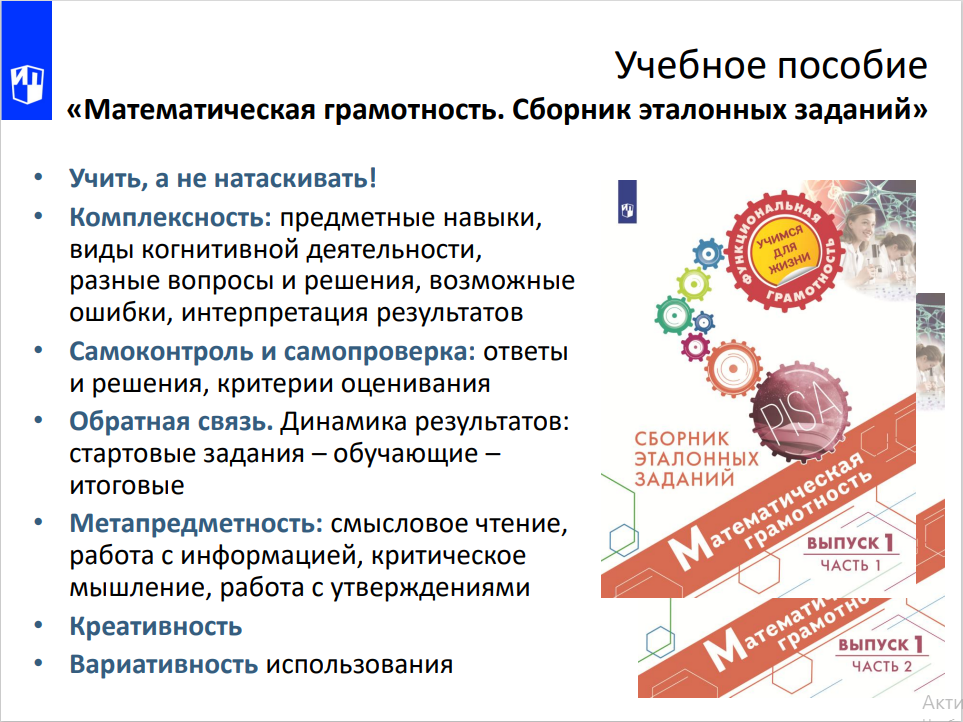 Учебное пособие
«Математическая грамотность. Сборник эталонных заданий»
• Учить, а не натаскивать!
• Комплексность: предметные навыки,
виды когнитивной деятельности,
разные вопросы и решения, возможные
ошибки, интерпретация результатов
• Самоконтроль и самопроверка: ответы
и решения, критерии оценивания
• Обратная связь. Динамика результатов:
стартовые задания – обучающие –
итоговые
• Метапредметность: смысловое чтение,
работа с информацией, критическое
мышление, работа с утверждениями
• Креативность
• Вариативность использования
ФУНКЦИОНАЛЬНАЯ
ГРАМОТНОСТЬ
УЧИМСЯ
ДЛЯ
ЖИЗНИ
PISA
СБОРНИК
ЭТАЛОННЫХ
ЗАДАНИЙ
Математическая
грамотность
ВЫПУСК 1
ЧАСТЬ 1
ВЫПУСК 1
ЧАСТЬ 2